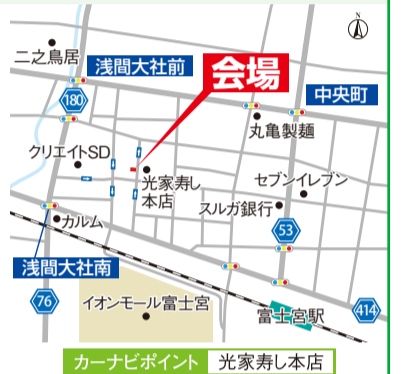 N
二之鳥居
浅間大社前
会場
中央町
180
丸亀製麺
クリエイトSD
光家寿し
本店
セブンイレブン
スルガ銀行
カルム
53
浅間大社南
76
イオンモール富士宮
富士宮駅
414
カーナビポイント 光家寿し本店